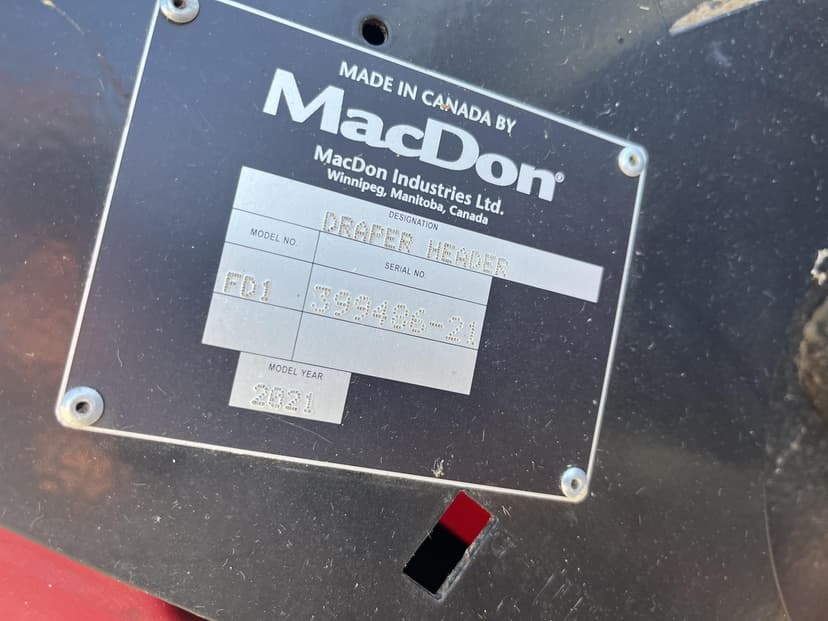 MADE IN CANADA BY
MacDon®
MacDon Industries Ltd.
Winnipeg, Manitoba, Canada
DESIGNATION
DRAPER HEADER
MODEL NO.
SERIAL NO.
FD1
399486-21
MODEL YEAR
2021